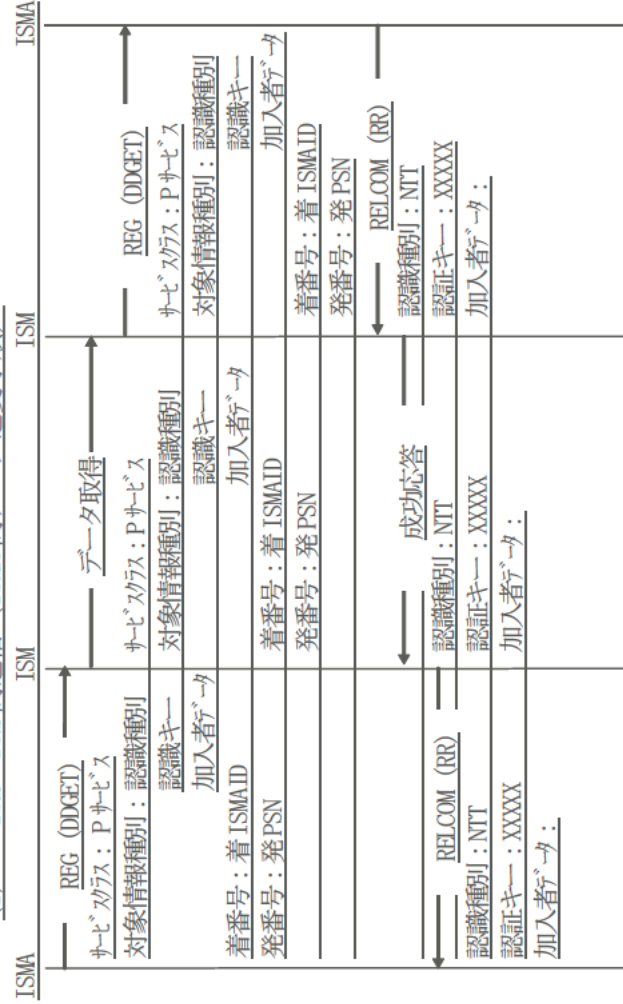 ISMA
ISM
ISM
ISMA
REG (DDGET)
サービスクラス：Pサービス
対象情報種別：認識種別
認識キー
加入者データ
着番号：着ISMAID
発番号：発PSN
データ取得
サービスクラス：Pサービス
対象情報種別：認識種別
認識キー
加入者データ
着番号：着ISMAID
発番号：発PSN
REG (DDGET)
サービスクラス：Pサービス
対象情報種別：認識種別
認識キー
加入者データ
着番号：着ISMAID
発番号：発PSN
RELCOM (RR)
認識種別：NTT
認証キー：XXXXX
加入者データ：
成功応答
認識種別：NTT
認証キー：XXXXX
加入者データ：
RELCOM (RR)
認識種別：NTT
認証キー：XXXXX
加入者データ：